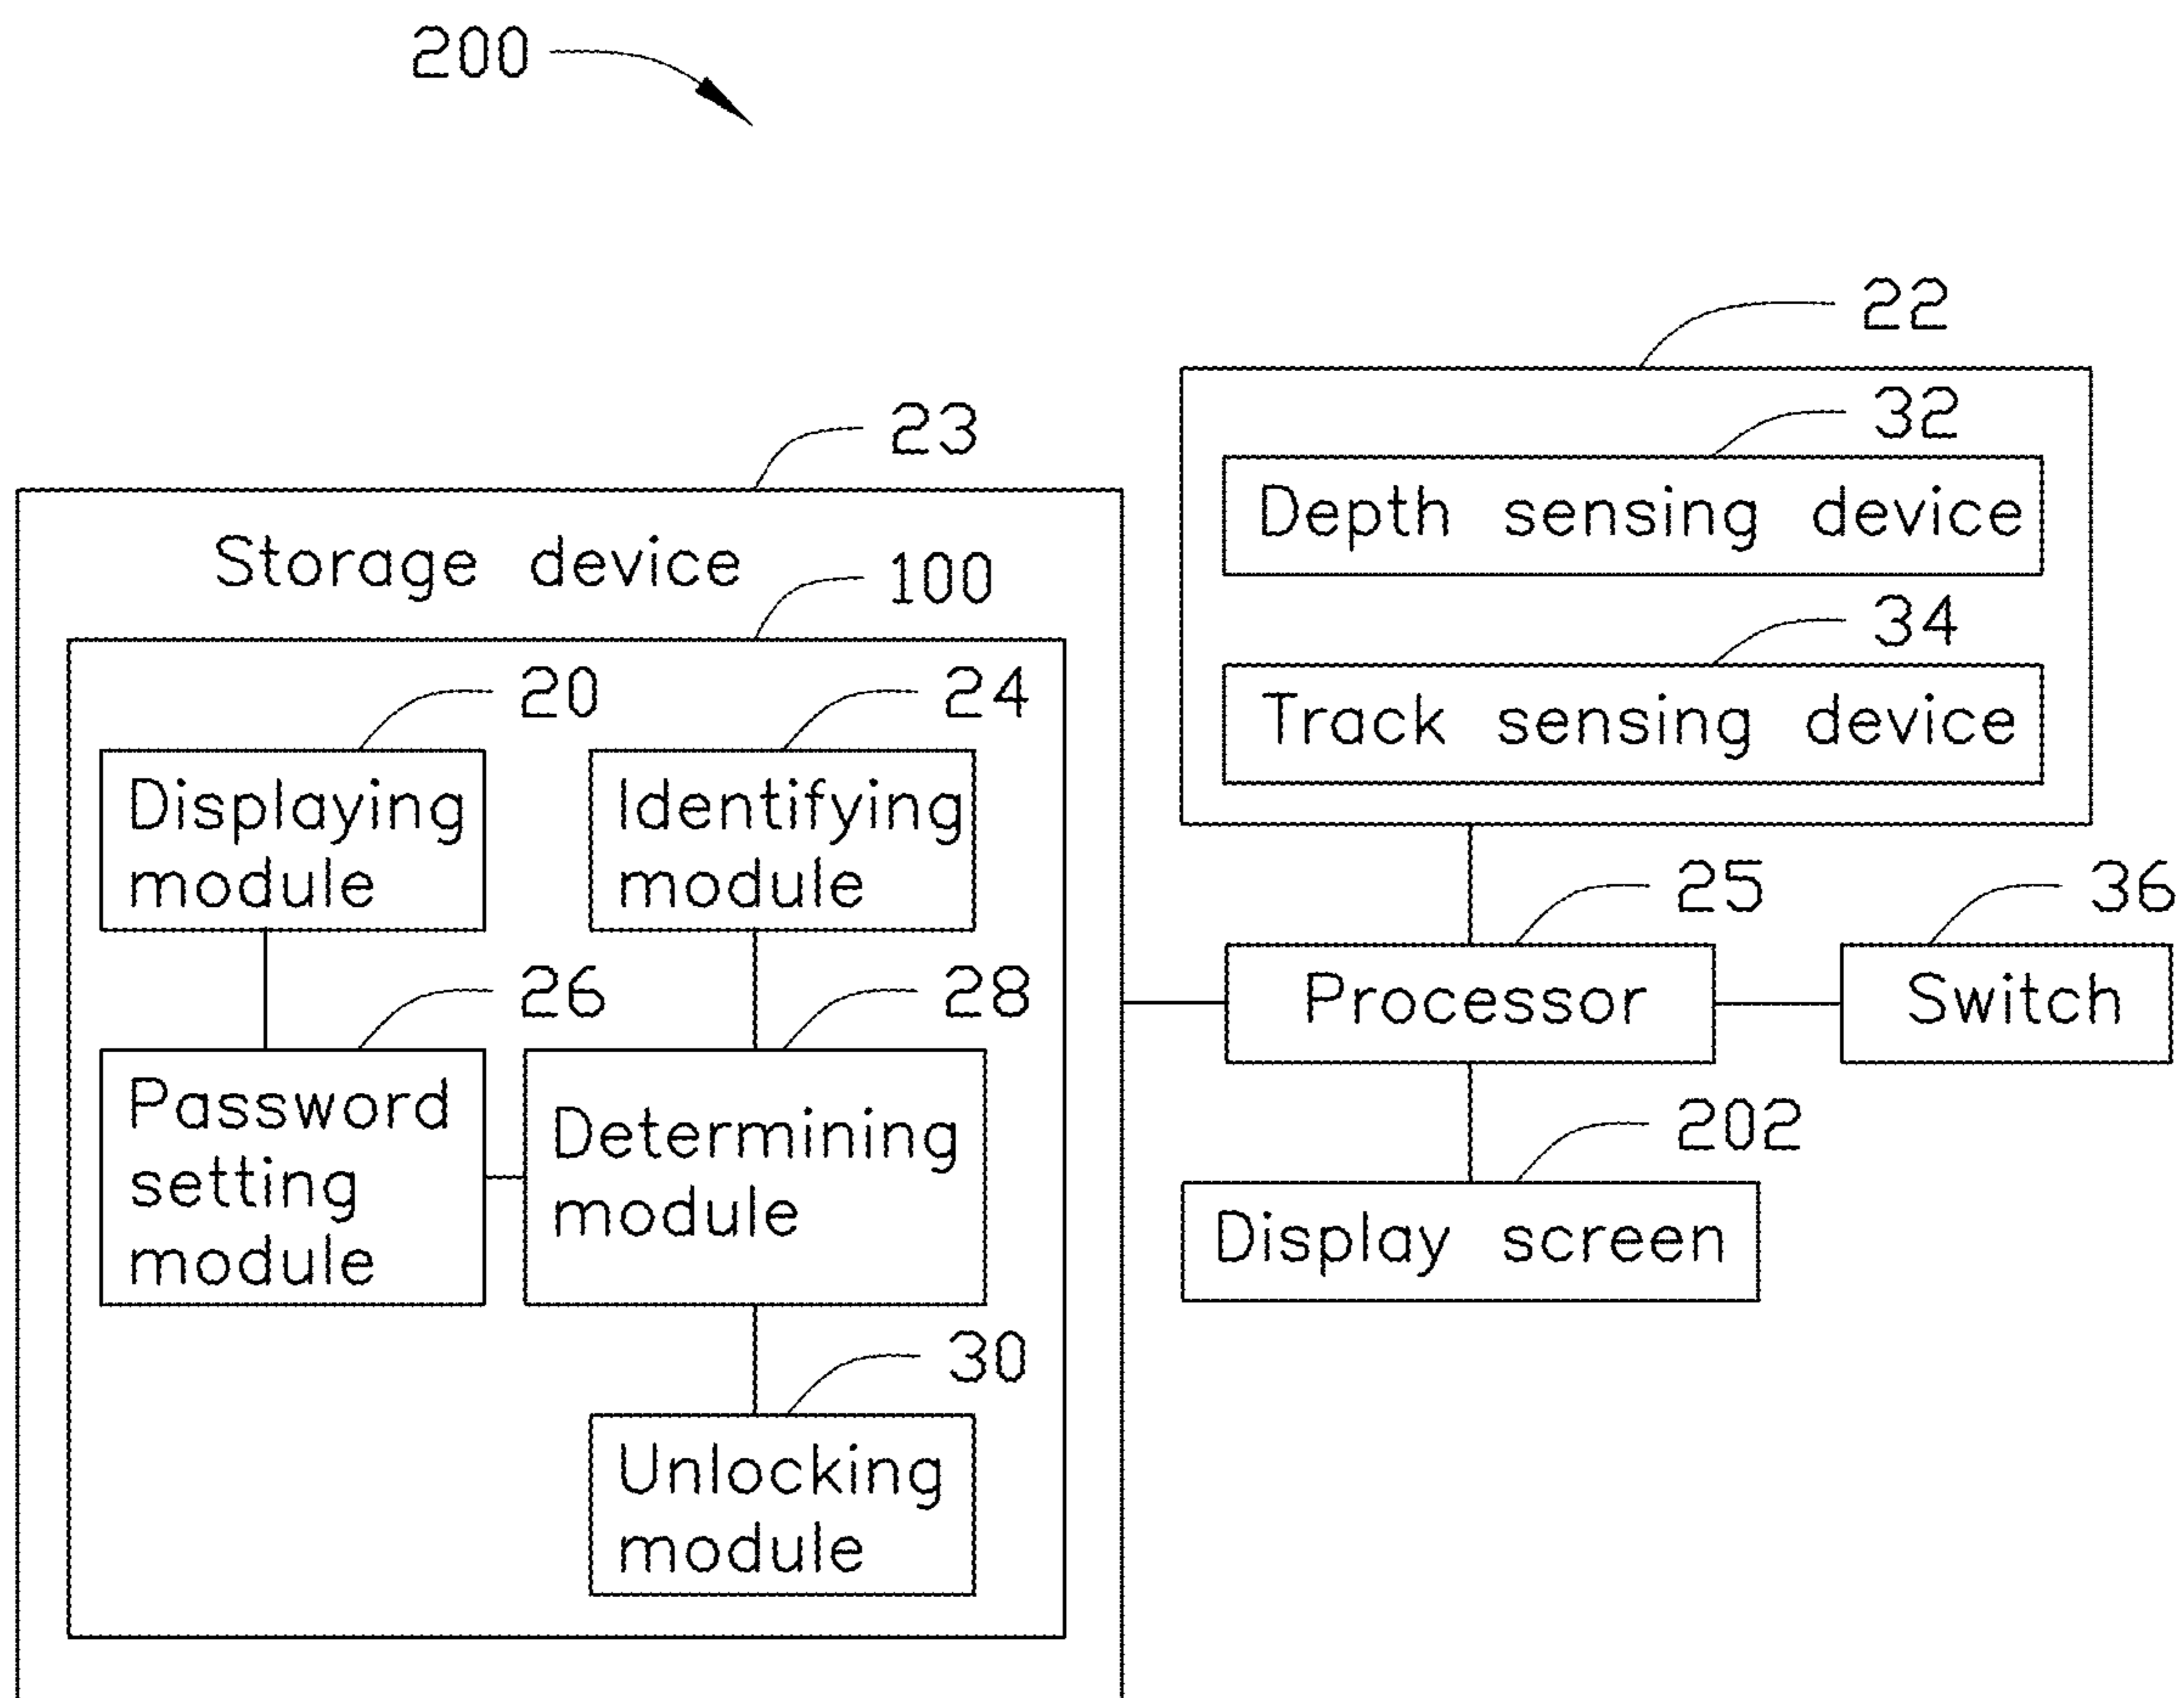 200
22
32
Depth sensing device
34
Track sensing device
23
Storage device
100
20
24
Displaying
module
Identifying
module
26
28
Password
setting
module
Determining
module
30
Unlocking
module
25
36
Processor
Switch
202
Display screen